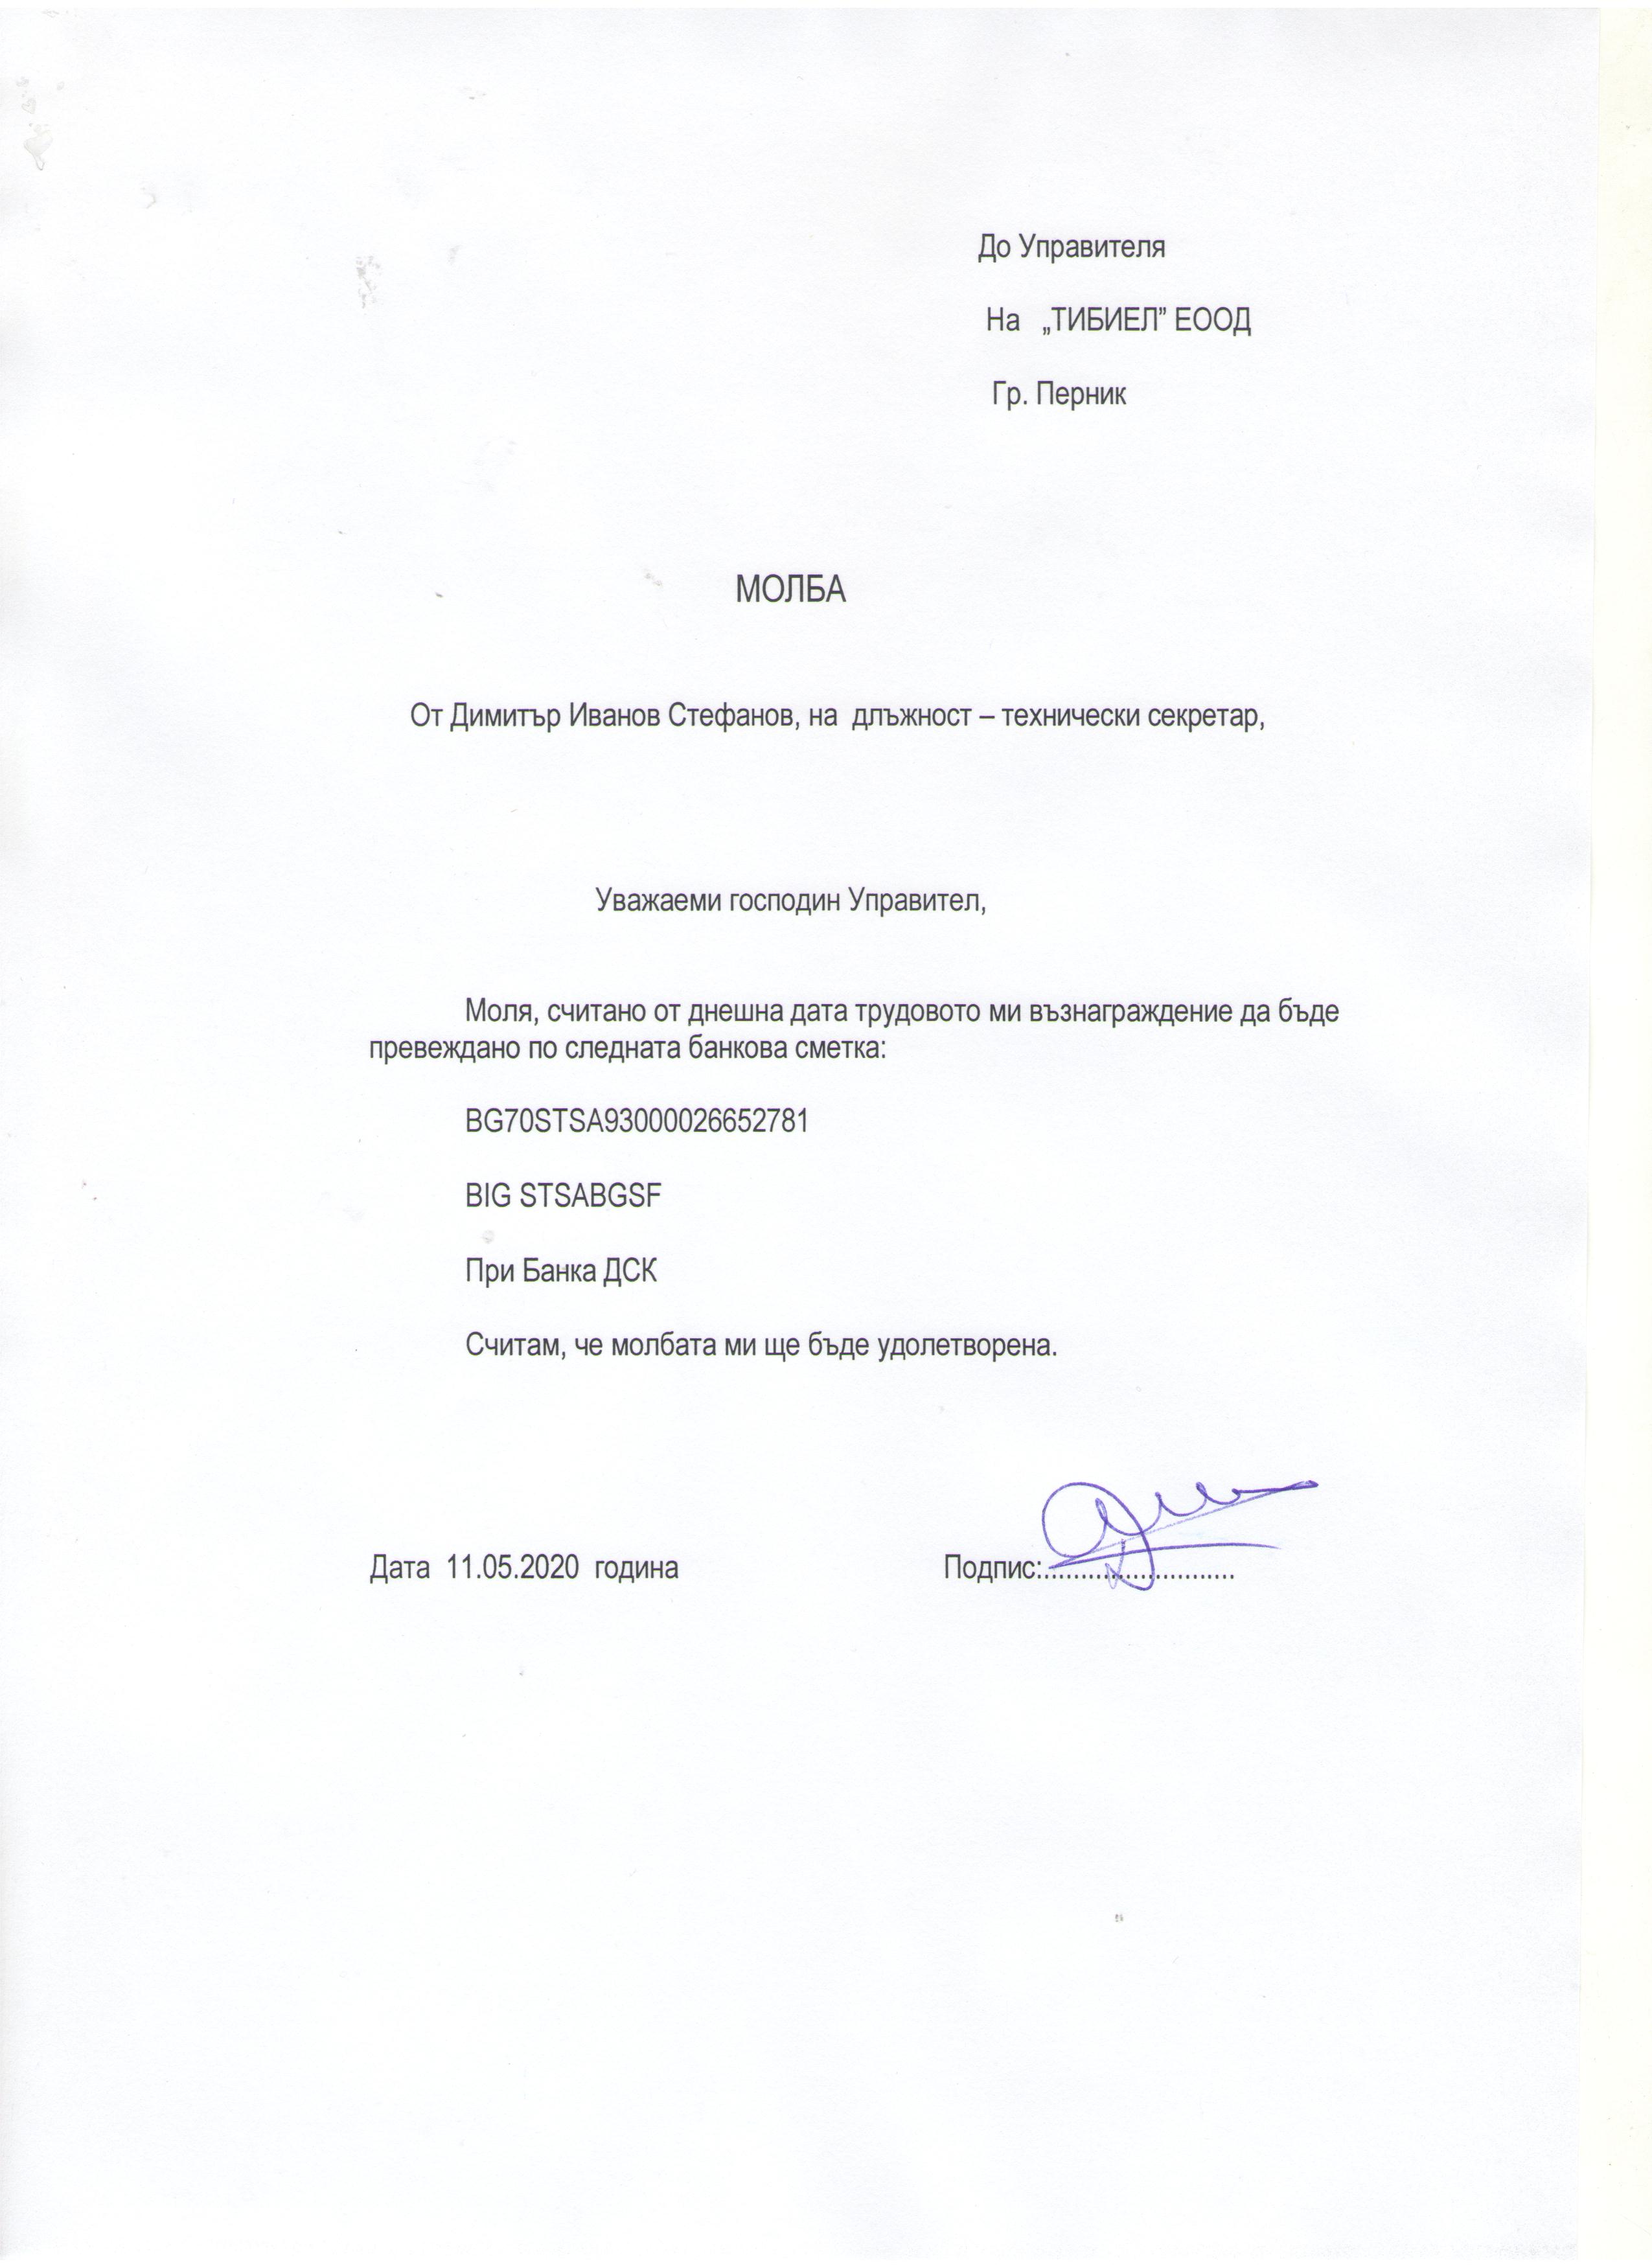 До Управителя
На „ТИБИЕЛ” ЕООД
Гр. Перник
МОЛБА
От Димитър Иванов Стефанов, на длъжност – технически секретар,
Уважаеми господин Управител,
Моля, считано от днешна дата трудовото ми възнаграждение да бъде
превеждано по следната банкова сметка:
BG70STSA93000026652781
BIG STSABGSF
При Банка ДСК
Считам, че молбата ми ще бъде удолетворена.
Дата 11.05.2020 година Подпис:..........................